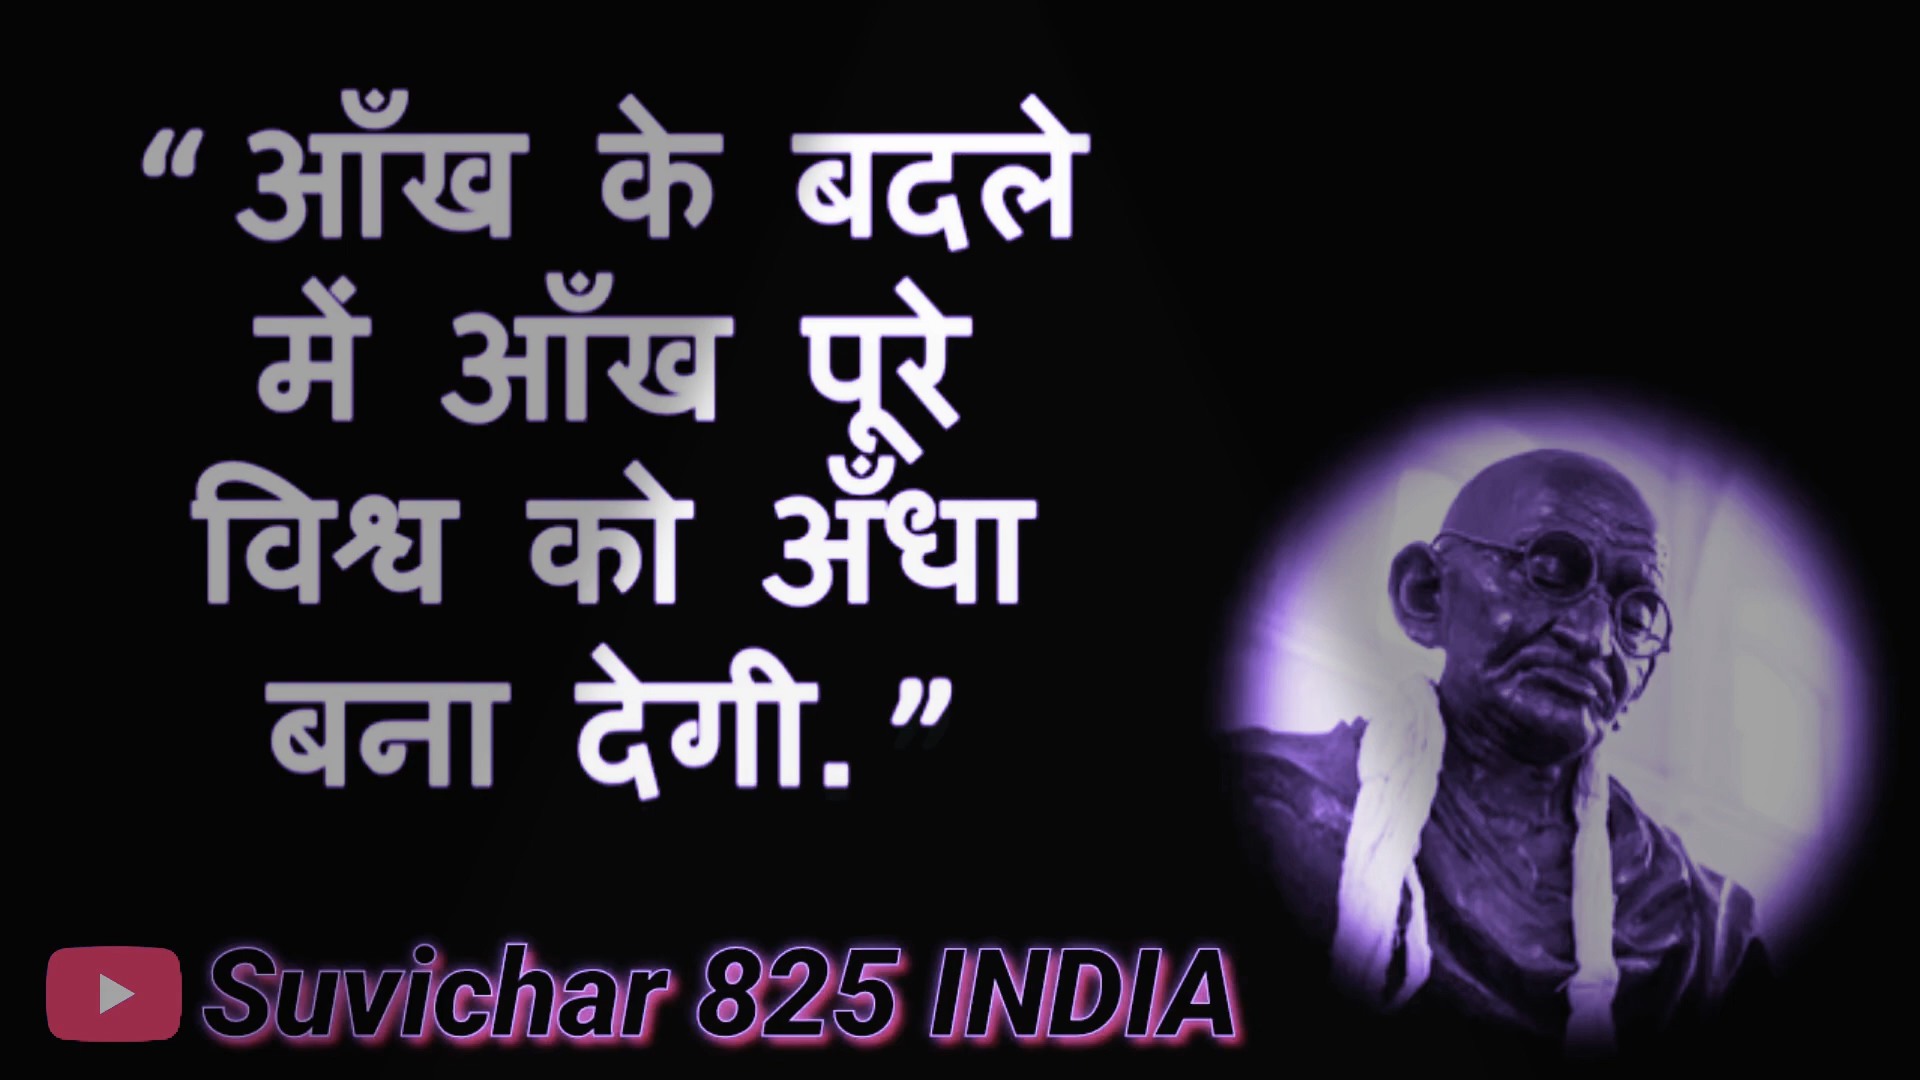 “ आँख के बदले
में आँख पूरे
विश्व को अँधा
बना देगी. ”
Suvichar 825 INDIA